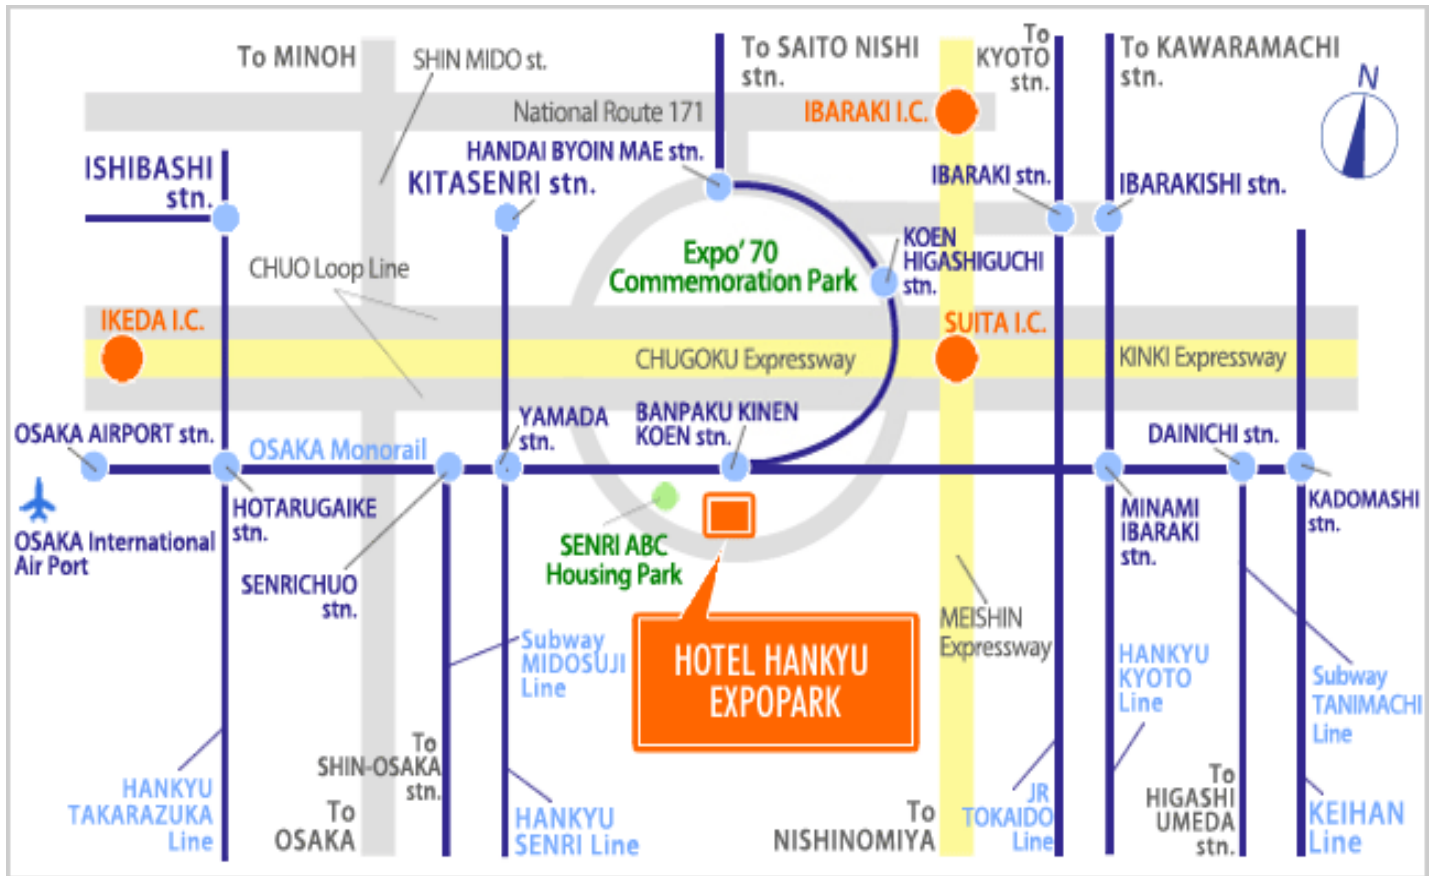 To MINOH
SHIN MIDO st.
To SAITO NISHI
stn.
To
KYOTO
stn.
To KAWARAMACHI
stn.
N
National Route 171
IBARAKI I.C.
HANDAI BYOIN MAE stn.
ISHIBASHI
stn.
KITASENRI stn.
IBARAKI stn.
IBARAKISHI stn.
Expo' 70
Commemoration Park
KOEN
HIGASHIGUCHI
stn.
CHUO Loop Line
IKEDA I.C.
SUITA I.C.
CHUGOKU Expressway
KINKI Expressway
OSAKA AIRPORT stn.
OSAKA Monorail
YAMADA
stn.
BANPAKU KINEN
KOEN stn.
DAINICHI stn.
HOTARUGAIKE
stn.
MINAMI
IBARAKI
stn.
KADOMASHI
stn.
OSAKA International
Air Port
SENRI ABC
Housing Park
SENRICHUO
stn.
MEISHIN
Expressway
Subway
MIDOSUJI
Line
HOTEL HANKYU
EXPOPARK
HANKYU
KYOTO
Line
Subway
TANIMACHI
Line
To
SHIN-OSAKA
stn.
HANKYU
TAKARAZUKA
Line
To
OSAKA
HANKYU
SENRI Line
To
NISHINOMIYA
JR
TOKAIDO
Line
To
HIGASHI
UMEDA
stn.
KEIHAN
Line